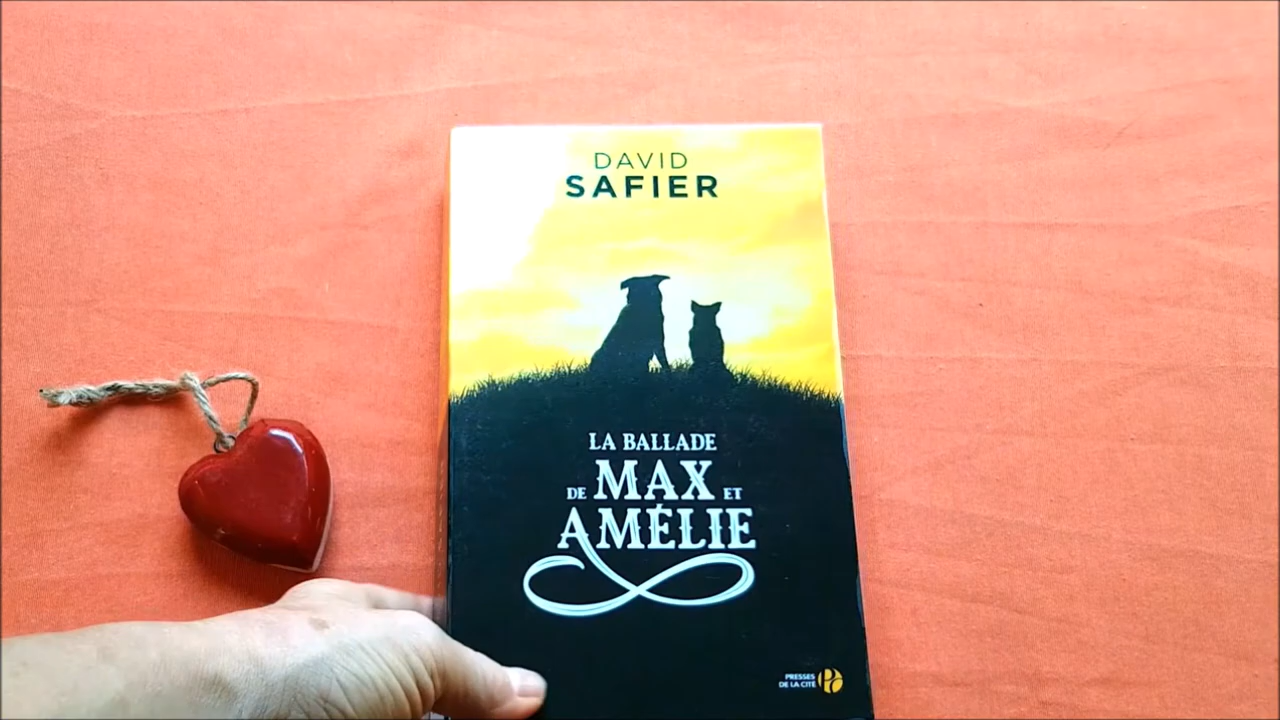 DAVID
SAFIER
LA BALLADE
DE MAX ET
AMÉLIE
PRESSES
DE LA CITÉ